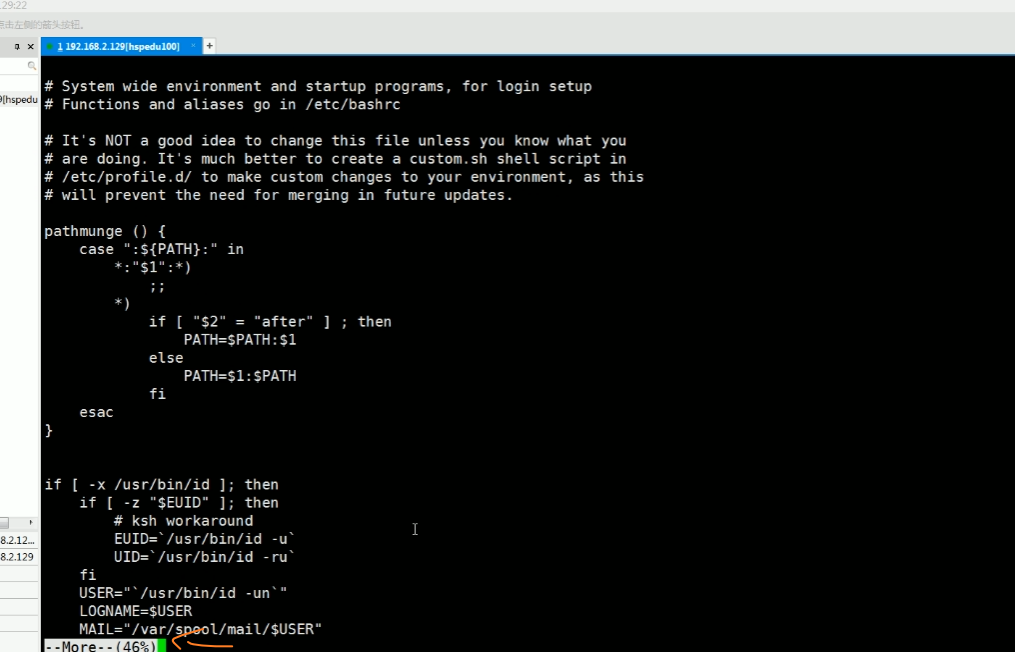 :29:22
点击左侧的箭头按钮。
1 192.168.2.129[hspedu100]
+
9[hspedu
# System wide environment and startup programs, for login setup
# Functions and aliases go in /etc/bashrc
# It's NOT a good idea to change this file unless you know what you
# are doing. It's much better to create a custom.sh shell script in
# /etc/profile.d/ to make custom changes to your environment, as this
# will prevent the need for merging in future updates.
pathmunge () {
    case ":${PATH}:" in
        *:"$1":*)
            ;;
        *)
            if [ "$2" = "after" ] ; then
                PATH=$PATH:$1
            else
                PATH=$1:$PATH
            fi
    esac
}
if [ -x /usr/bin/id ]; then
    if [ -z "$EUID" ]; then
        # ksh workaround
        EUID=`/usr/bin/id -u`
        UID=`/usr/bin/id -ru`
    fi
    USER="`/usr/bin/id -un`"
    LOGNAME=$USER
    MAIL="/var/spool/mail/$USER"
--More--(46%)
8.2.12...
8.2.129